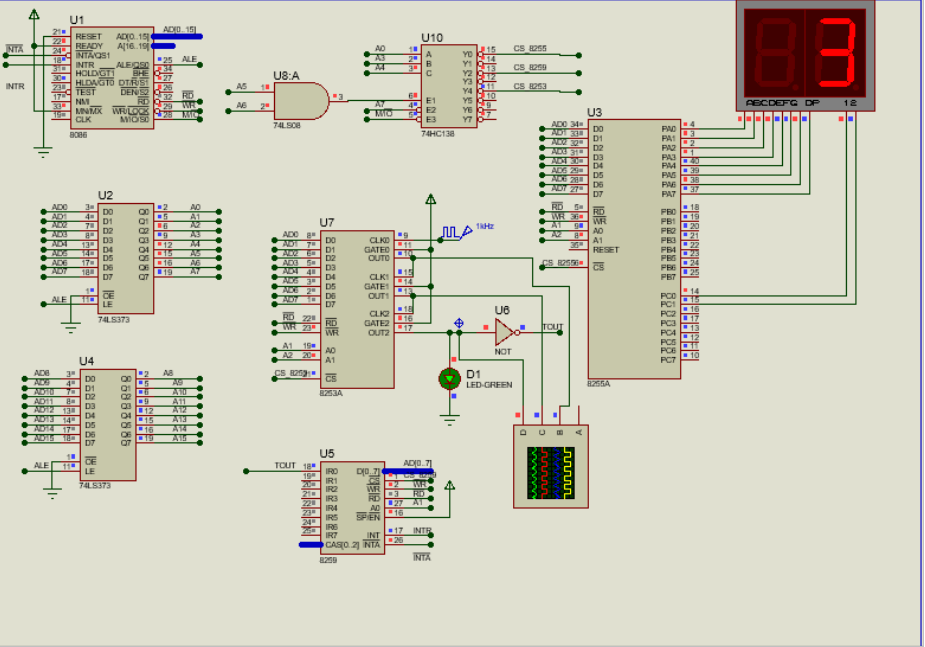 U1
21 RESET AD[0..15] AD[0..15]
22 READY A[16..19]
INTA 24 INTA/QS1
18 INTR ALE/QS0 25 ALE
31 HOLD/GT1 BHE 34
INTR 30 HLDA/GT0 DT/R/S1 27
23 TEST DEN/S2 26
17 NMI RD 32 RD
33 MN/MX WR/LOCK 29 WR
19 CLK M/IO/S0 28 M/IO
8086
U8:A
A5 1
3
A6 2
74LS08
U10
A0 1 A Y0 15 CS_8255
A3 2 B Y1 14
A4 3 C Y2 13 CS_8259
Y3 12
Y4 11 CS_8253
6 E1 Y5 10
A7 4 E2 Y6 9
M/IO 5 E3 Y7 7
74HC138
3
ABCDEFG DP 12
U3
AD0 34 D0 PA0 4
AD1 33 D1 PA1 3
AD2 32 D2 PA2 2
AD3 31 D3 PA3 1
AD4 30 D4 PA4 40
AD5 29 D5 PA5 39
AD6 28 D6 PA6 38
AD7 27 D7 PA7 37
RD 5 RD PB0 18
WR 36 WR PB1 19
A1 9 A0 PB2 20
A2 8 A1 PB3 21
35 RESET PB4 22
PB5 23
CS_8255 6 CS PB6 24
PB7 25
PC0 14
PC1 15
PC2 16
PC3 17
PC4 13
PC5 12
PC6 11
PC7 10
8255A
U2
AD0 3 D0 Q0 2 A0
AD1 4 D1 Q1 5 A1
AD2 7 D2 Q2 6 A2
AD3 8 D3 Q3 9 A3
AD4 13 D4 Q4 12 A4
AD5 14 D5 Q5 15 A5
AD6 17 D6 Q6 16 A6
AD7 18 D7 Q7 19 A7
1 OE
ALE 11 LE
74LS373
U7
AD0 8 D0 CLK0 9 1kHz
AD1 7 D1 GATE0 11
AD2 6 D2 OUT0 10
AD3 5 D3
AD4 4 D4 CLK1 15
AD5 3 D5 GATE1 14
AD6 2 D6 OUT1 13
AD7 1 D7
CLK2 18
RD 22 RD GATE2 16
WR 23 WR OUT2 17
A1 19 A0
A2 20 A1
CS_8253 21 CS
8253A
U6
TOUT
NOT
D1
LED-GREEN
D C B A
U4
AD8 3 D0 Q0 2 A8
AD9 4 D1 Q1 5 A9
AD10 7 D2 Q2 6 A10
AD11 8 D3 Q3 9 A11
AD12 13 D4 Q4 12 A12
AD13 14 D5 Q5 15 A13
AD14 17 D6 Q6 16 A14
AD15 18 D7 Q7 19 A15
1 OE
ALE 11 LE
74LS373
U5
TOUT 18 IR0 D[0..7] AD[0..7]
19 IR1 CS 1 CS_8259
20 IR2 WR 2 WR
21 IR3 RD 3 RD
22 IR4 A0 27 A1
23 IR5 SP/EN 16
24 IR6
25 IR7 INT 17 INTR
CAS[0..2] INTA 26
INTA
8259